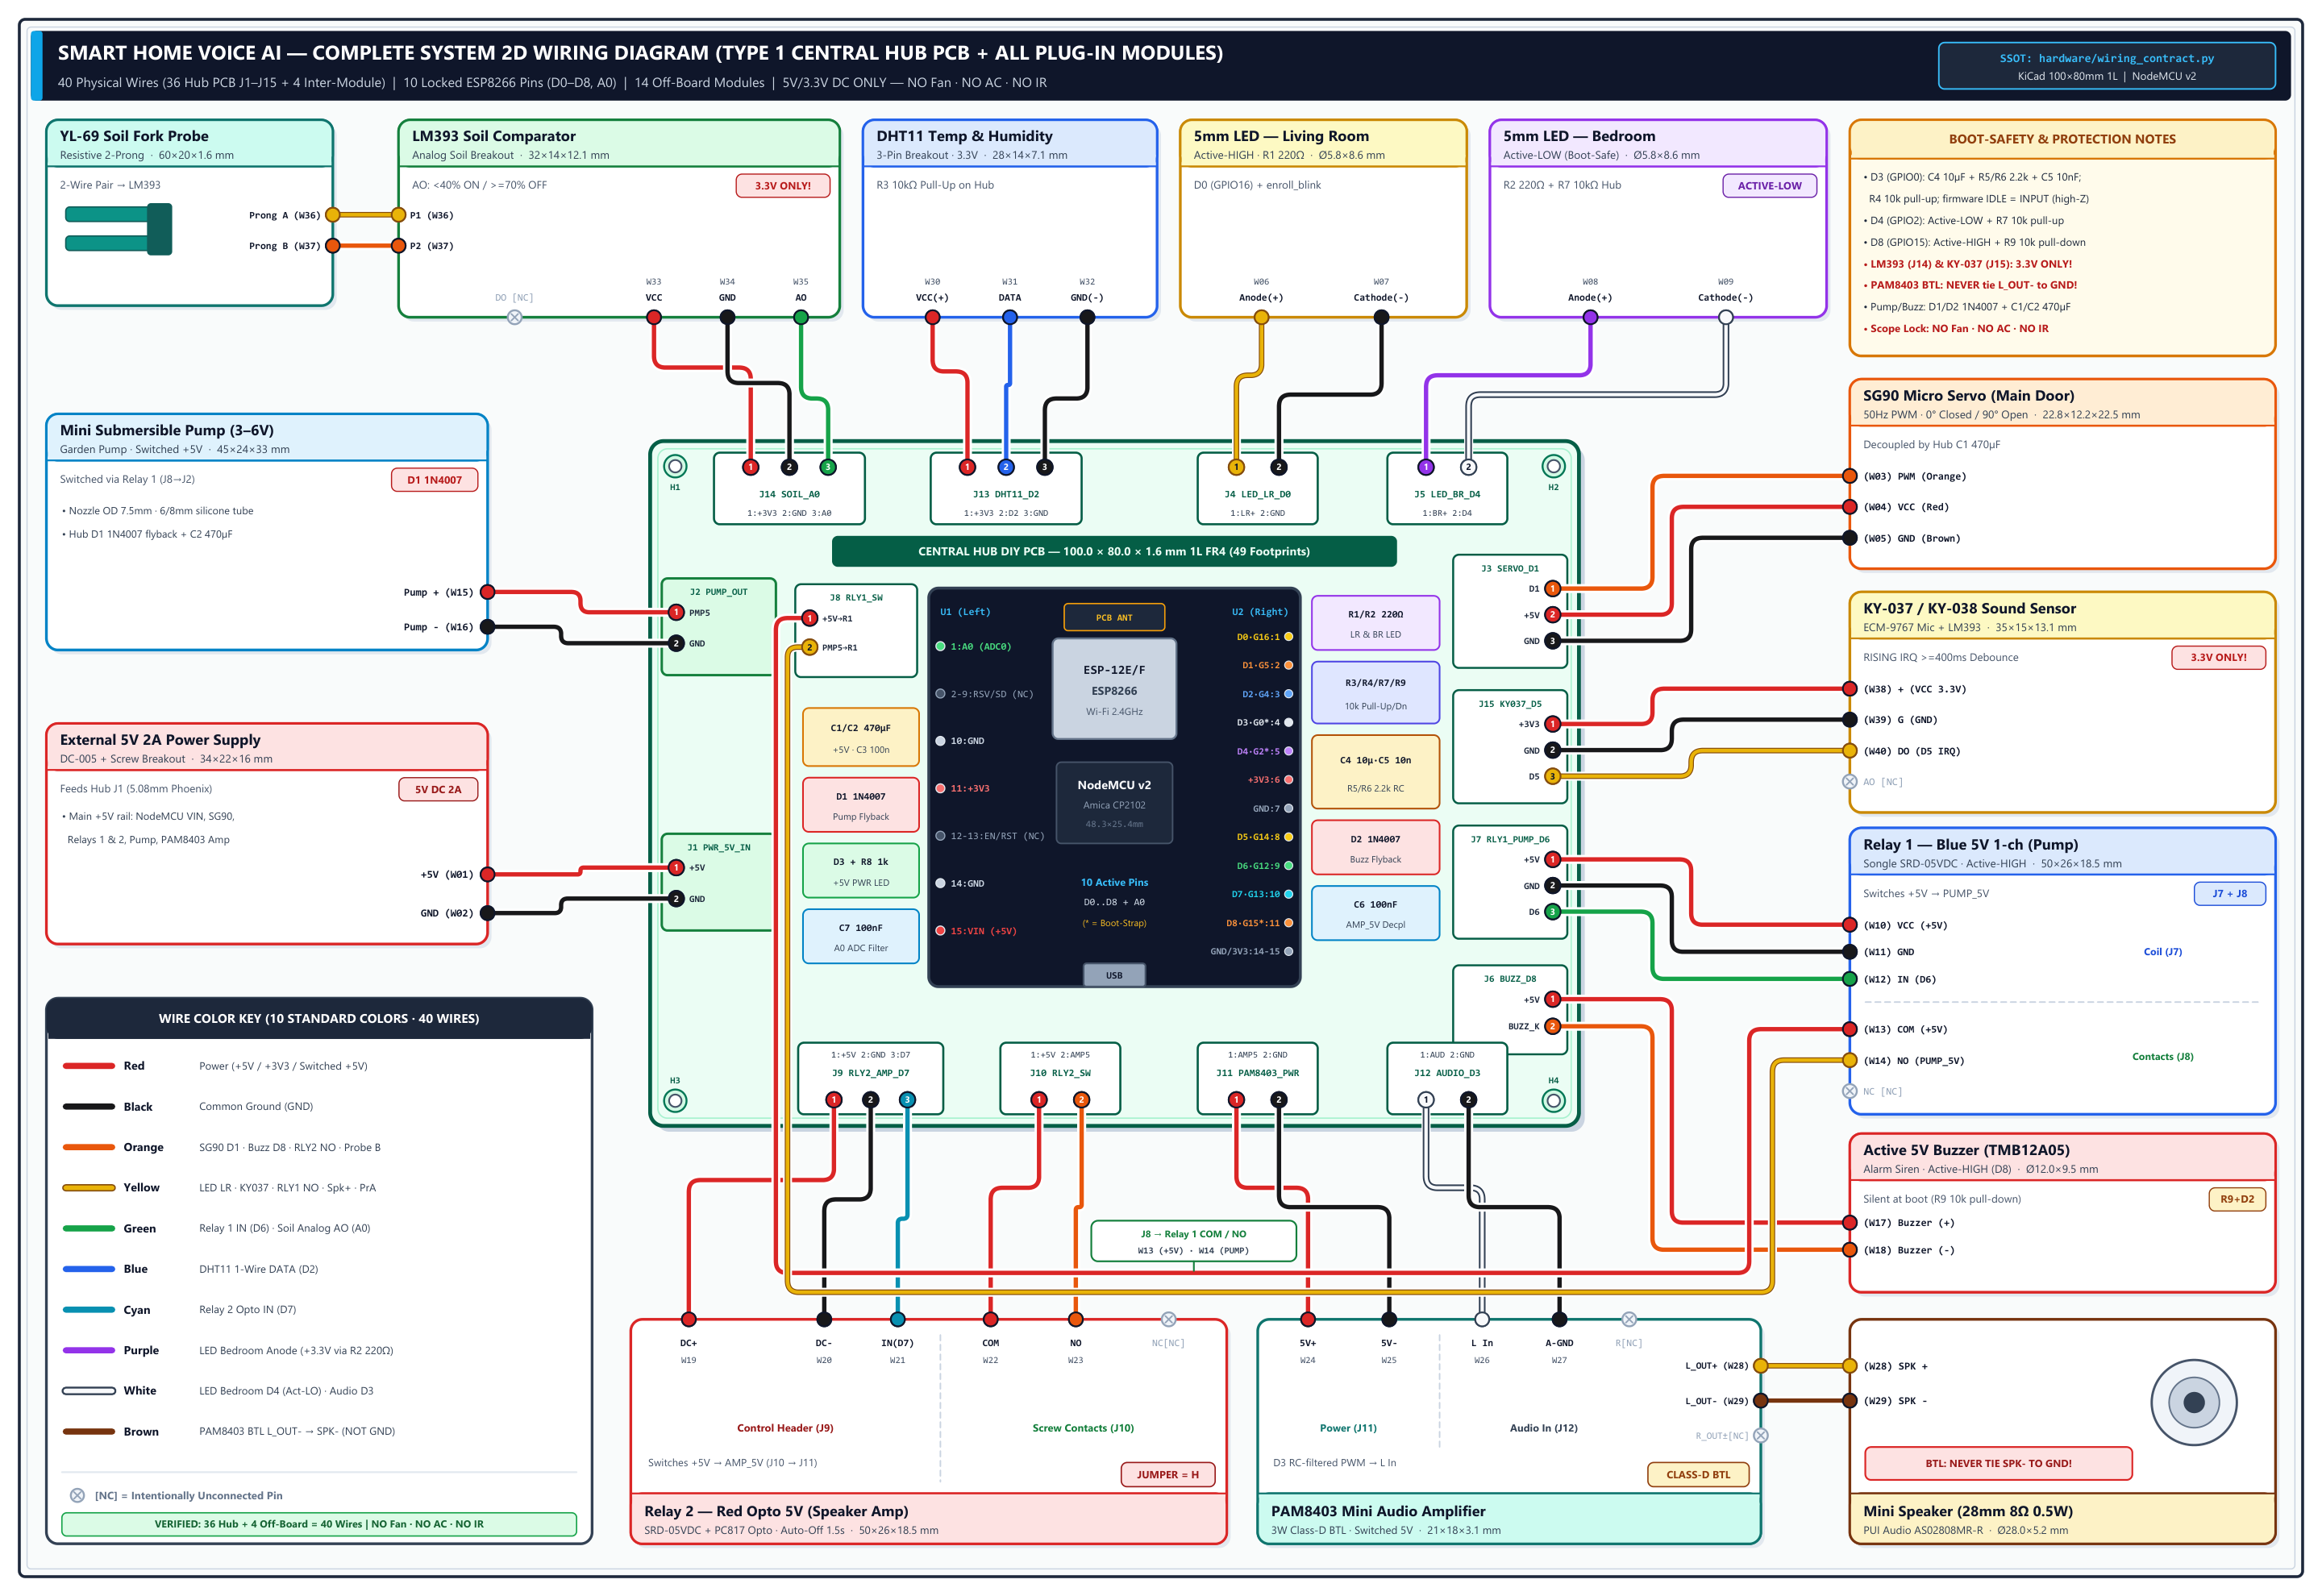 SMART HOME VOICE AI — COMPLETE SYSTEM 2D WIRING DIAGRAM (TYPE 1 CENTRAL HUB PCB + ALL PLUG-IN MODULES)
40 Physical Wires (36 Hub PCB J1–J15 + 4 Inter-Module) | 10 Locked ESP8266 Pins (D0–D8, A0) | 14 Off-Board Modules | 5V/3.3V DC ONLY — NO Fan · NO AC · NO IR
SSOT: hardware/wiring_contract.py
KiCad 100×80mm 1L | NodeMCU v2
YL-69 Soil Fork Probe
Resistive 2-Prong · 60×20×1.6 mm
2-Wire Pair → LM393
Prong A (W36)
Prong B (W37)
LM393 Soil Comparator
Analog Soil Breakout · 32×14×12.1 mm
AO: <40% ON / >=70% OFF
3.3V ONLY!
P1 (W36)
P2 (W37)
DO [NC]
W33
VCC
W34
GND
W35
AO
DHT11 Temp & Humidity
3-Pin Breakout · 3.3V · 28×14×7.1 mm
R3 10kΩ Pull-Up on Hub
W30
VCC(+)
W31
DATA
W32
GND(-)
5mm LED — Living Room
Active-HIGH · R1 220Ω · Ø5.8×8.6 mm
D0 (GPIO16) + enroll_blink
W06
Anode(+)
W07
Cathode(-)
5mm LED — Bedroom
Active-LOW (Boot-Safe) · Ø5.8×8.6 mm
R2 220Ω + R7 10kΩ Hub
ACTIVE-LOW
W08
Anode(+)
W09
Cathode(-)
BOOT-SAFETY & PROTECTION NOTES
• D3 (GPIO0): C4 10µF + R5/R6 2.2k + C5 10nF;
R4 10k pull-up; firmware IDLE = INPUT (high-Z)
• D4 (GPIO2): Active-LOW + R7 10k pull-up
• D8 (GPIO15): Active-HIGH + R9 10k pull-down
• LM393 (J14) & KY-037 (J15): 3.3V ONLY!
• PAM8403 BTL: NEVER tie L_OUT- to GND!
• Pump/Buzz: D1/D2 1N4007 + C1/C2 470µF
• Scope Lock: NO Fan · NO AC · NO IR
Mini Submersible Pump (3–6V)
Garden Pump · Switched +5V · 45×24×33 mm
Switched via Relay 1 (J8→J2)
D1 1N4007
• Nozzle OD 7.5mm · 6/8mm silicone tube
• Hub D1 1N4007 flyback + C2 470µF
Pump + (W15)
Pump - (W16)
External 5V 2A Power Supply
DC-005 + Screw Breakout · 34×22×16 mm
Feeds Hub J1 (5.08mm Phoenix)
5V DC 2A
• Main +5V rail: NodeMCU VIN, SG90,
Relays 1 & 2, Pump, PAM8403 Amp
+5V (W01)
GND (W02)
WIRE COLOR KEY (10 STANDARD COLORS · 40 WIRES)
Red Power (+5V / +3V3 / Switched +5V)
Black Common Ground (GND)
Orange SG90 D1 · Buzz D8 · RLY2 NO · Probe B
Yellow LED LR · KY037 · RLY1 NO · Spk+ · PrA
Green Relay 1 IN (D6) · Soil Analog AO (A0)
Blue DHT11 1-Wire DATA (D2)
Cyan Relay 2 Opto IN (D7)
Purple LED Bedroom Anode (+3.3V via R2 220Ω)
White LED Bedroom D4 (Act-LO) · Audio D3
Brown PAM8403 BTL L_OUT- → SPK- (NOT GND)
[NC] = Intentionally Unconnected Pin
VERIFIED: 36 Hub + 4 Off-Board = 40 Wires | NO Fan · NO AC · NO IR
H1
1 2 3
J14 SOIL_A0
1:+3V3 2:GND 3:A0
1 2 3
J13 DHT11_D2
1:+3V3 2:D2 3:GND
1 2
J4 LED_LR_D0
1:LR+ 2:GND
1 2
J5 LED_BR_D4
1:BR+ 2:D4
H2
CENTRAL HUB DIY PCB — 100.0 × 80.0 × 1.6 mm 1L FR4 (49 Footprints)
J2 PUMP_OUT
1 PMP5
2 GND
J8 RLY1_SW
1 +5V→R1
2 PMP5→R1
J1 PWR_5V_IN
1 +5V
2 GND
C1/C2 470µF
+5V · C3 100n
D1 1N4007
Pump Flyback
D3 + R8 1k
+5V PWR LED
C7 100nF
A0 ADC Filter
U1 (Left)
1:A0 (ADC0)
2-9:RSV/SD (NC)
10:GND
11:+3V3
12-13:EN/RST (NC)
14:GND
15:VIN (+5V)
PCB ANT
ESP-12E/F
ESP8266
Wi-Fi 2.4GHz
NodeMCU v2
Amica CP2102
48.3×25.4mm
10 Active Pins
D0..D8 + A0
(* = Boot-Strap)
USB
U2 (Right)
D0·G16:1
D1·G5:2
D2·G4:3
D3·G0*:4
D4·G2*:5
+3V3:6
GND:7
D5·G14:8
D6·G12:9
D7·G13:10
D8·G15*:11
GND/3V3:14-15
R1/R2 220Ω
LR & BR LED
R3/R4/R7/R9
10k Pull-Up/Dn
C4 10µ·C5 10n
R5/R6 2.2k RC
D2 1N4007
Buzz Flyback
C6 100nF
AMP_5V Decpl
J3 SERVO_D1
D1 1
+5V 2
GND 3
J15 KY037_D5
+3V3 1
GND 2
D5 3
J7 RLY1_PUMP_D6
+5V 1
GND 2
D6 3
J6 BUZZ_D8
+5V 1
BUZZ_K 2
H3
1:+5V 2:GND 3:D7
J9 RLY2_AMP_D7
1 2 3
1:+5V 2:AMP5
J10 RLY2_SW
1 2
1:AMP5 2:GND
J11 PAM8403_PWR
1 2
1:AUD 2:GND
J12 AUDIO_D3
1 2
H4
SG90 Micro Servo (Main Door)
50Hz PWM · 0° Closed / 90° Open · 22.8×12.2×22.5 mm
Decoupled by Hub C1 470µF
(W03) PWM (Orange)
(W04) VCC (Red)
(W05) GND (Brown)
KY-037 / KY-038 Sound Sensor
ECM-9767 Mic + LM393 · 35×15×13.1 mm
RISING IRQ >=400ms Debounce
3.3V ONLY!
(W38) + (VCC 3.3V)
(W39) G (GND)
(W40) DO (D5 IRQ)
AO [NC]
Relay 1 — Blue 5V 1-ch (Pump)
Songle SRD-05VDC · Active-HIGH · 50×26×18.5 mm
Switches +5V → PUMP_5V
J7 + J8
(W10) VCC (+5V)
(W11) GND
Coil (J7)
(W12) IN (D6)
(W13) COM (+5V)
(W14) NO (PUMP_5V)
Contacts (J8)
NC [NC]
Active 5V Buzzer (TMB12A05)
Alarm Siren · Active-HIGH (D8) · Ø12.0×9.5 mm
Silent at boot (R9 10k pull-down)
R9+D2
(W17) Buzzer (+)
(W18) Buzzer (-)
J8 → Relay 1 COM / NO
W13 (+5V) · W14 (PUMP)
DC+
W19
DC-
W20
IN(D7)
W21
COM
W22
NO
W23
NC[NC]
Control Header (J9)
Screw Contacts (J10)
Switches +5V → AMP_5V (J10 → J11)
JUMPER = H
Relay 2 — Red Opto 5V (Speaker Amp)
SRD-05VDC + PC817 Opto · Auto-Off 1.5s · 50×26×18.5 mm
5V+
W24
5V-
W25
L In
W26
A-GND
W27
R[NC]
L_OUT+ (W28)
L_OUT- (W29)
R_OUT±[NC]
Power (J11)
Audio In (J12)
D3 RC-filtered PWM → L In
CLASS-D BTL
PAM8403 Mini Audio Amplifier
3W Class-D BTL · Switched 5V · 21×18×3.1 mm
(W28) SPK +
(W29) SPK -
BTL: NEVER TIE SPK- TO GND!
Mini Speaker (28mm 8Ω 0.5W)
PUI Audio AS02808MR-R · Ø28.0×5.2 mm